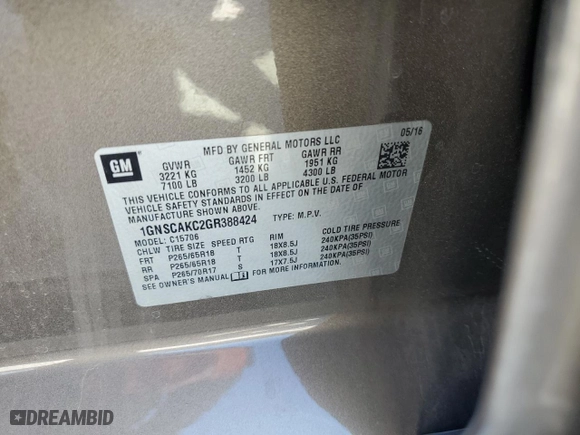 GM
MFD BY GENERAL MOTORS LLC
05/16
GVWR GAWR FRT GAWR RR
3221 KG 1452 KG 1951 KG
7100 LB 3200 LB 4300 LB
THIS VEHICLE CONFORMS TO ALL APPLICABLE U.S. FEDERAL MOTOR
VEHICLE SAFETY STANDARDS IN EFFECT ON THE DATE OF
MANUFACTURE SHOWN ABOVE.
1GNSCAKC2GR388424 TYPE: M.P.V.
MODEL: C15706
CHLW TIRE SIZE SPEED RTG RIM COLD TIRE PRESSURE
FRT P265/65R18 T 18X8.5J 240KPA(35PSI)
RR P265/65R18 T 18X8.5J 240KPA(35PSI)
SPA P265/70R17 S 17X7.5J 240KPA(35PSI)
SEE OWNER'S MANUAL FOR MORE INFORMATION.
DREAMBID